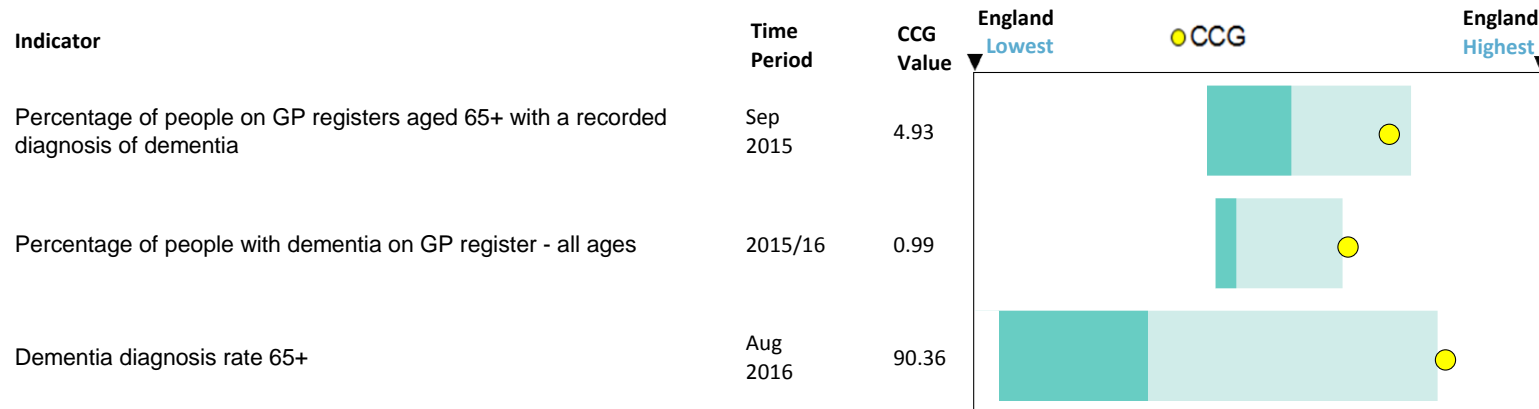 Indicator
Time Period
CCG Value
England Lowest
CCG
England Highest
Percentage of people on GP registers aged 65+ with a recorded
diagnosis of dementia
Sep 2015
4.93
Percentage of people with dementia on GP register - all ages
2015/16
0.99
Dementia diagnosis rate 65+
Aug 2016
90.36